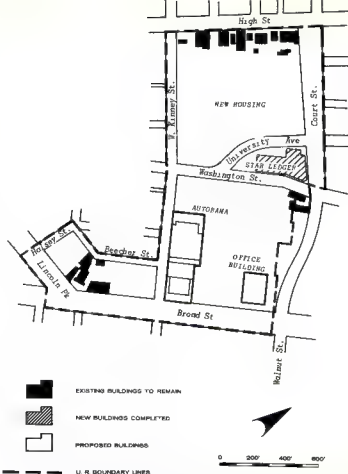 High St
W. Kinney St.
Court St.
NEW HOUSING
University Ave
STAR LEDGER
Washington St.
AUTORAMA
Halsey St.
Beecher St.
Lincoln Pk
OFFICE
BUILDING
Broad St
Walnut St.
EXISTING BUILDINGS TO REMAIN
NEW BUILDINGS COMPLETED
PROPOSED BUILDINGS
U. R. BOUNDARY LINES
0 200' 400' 800'